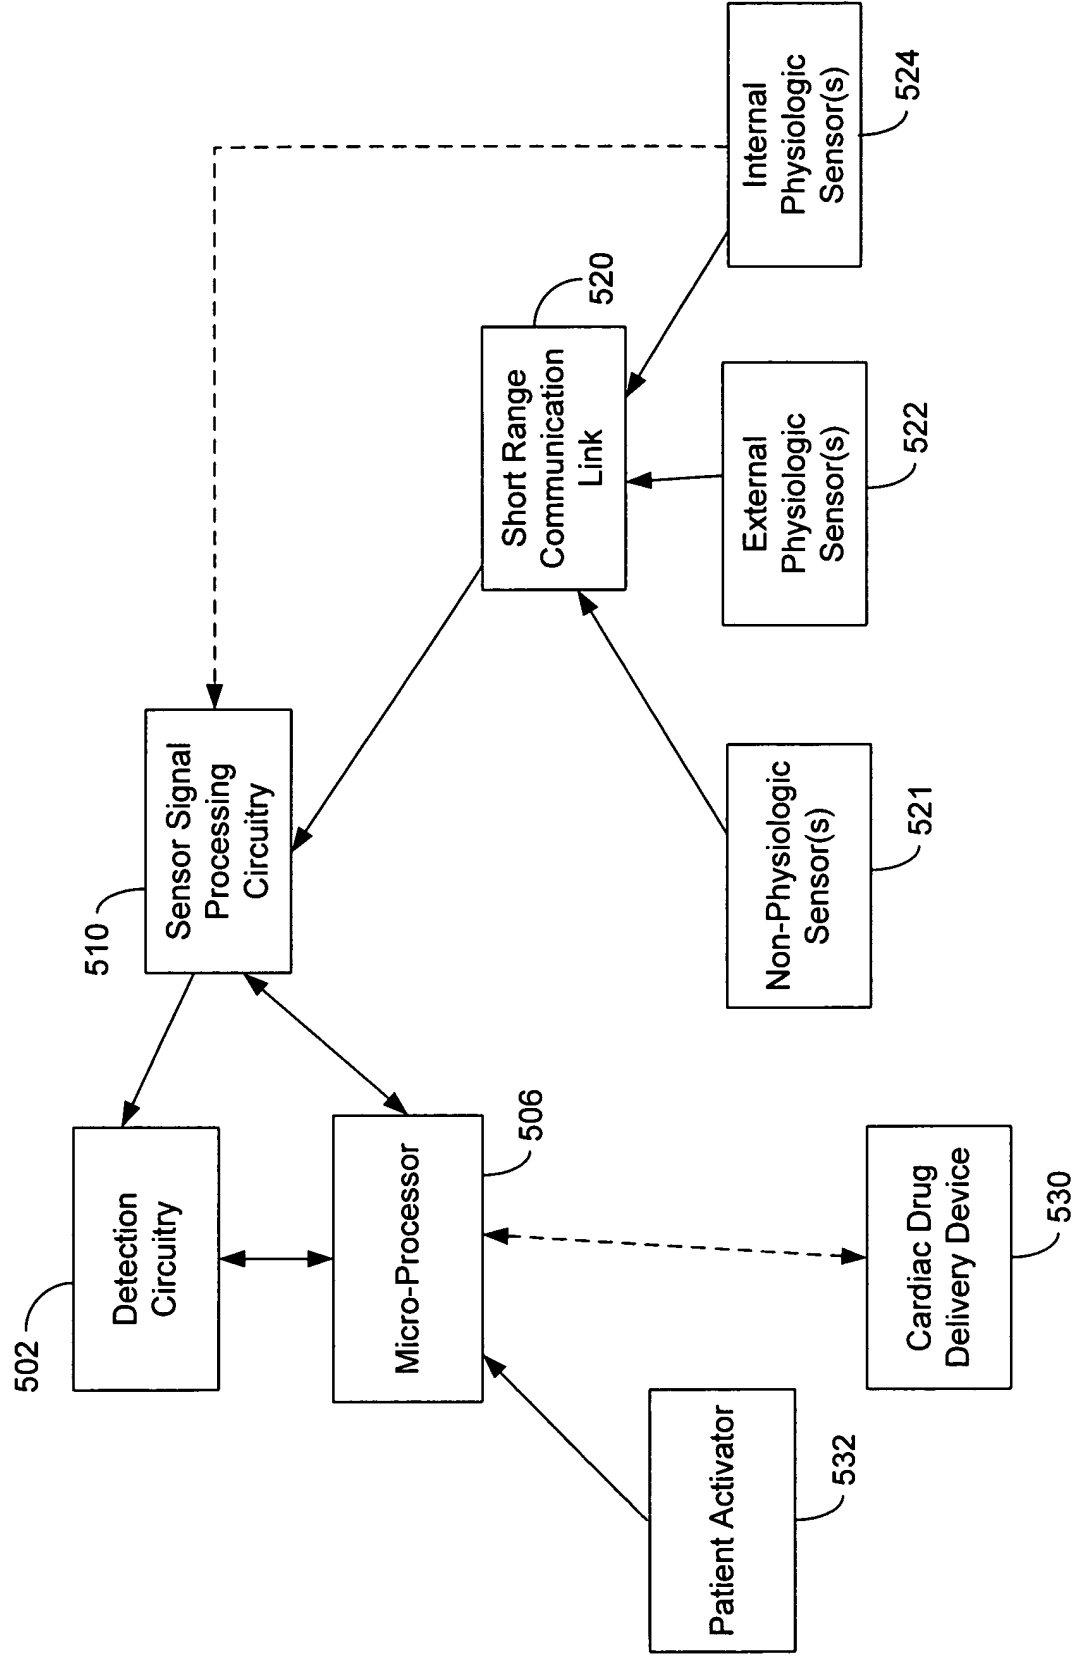 502
Detection
Circuitry
510
Sensor Signal
Processing
Circuitry
Micro-Processor
506
Short Range
Communication
Link
520
Patient Activator
532
Cardiac Drug
Delivery Device
530
Non-Physiologic
Sensor(s)
521
External
Physiologic
Sensor(s)
522
Internal
Physiologic
Sensor(s)
524